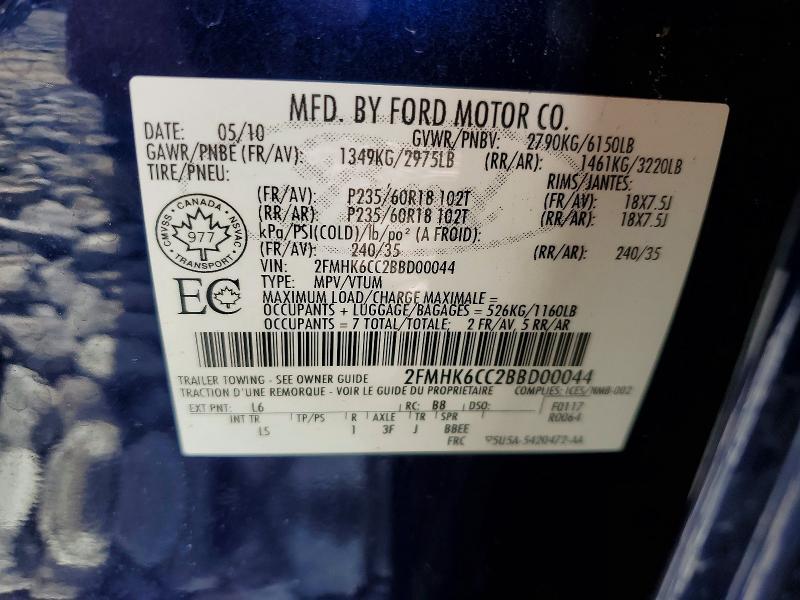 MFD. BY FORD MOTOR CO.
DATE: 05/10 GVWR/PNBV: 2790KG/6150LB
GAWR/PNBE (FR/AV): 1349KG/2975LB (RR/AR): 1461KG/3220LB
TIRE/PNEU: RIMS/JANTES:
(FR/AV): P235/60R18 102T (FR/AV): 18X7.5J
(RR/AR): P235/60R18 102T (RR/AR): 18X7.5J
kPa/PSI(COLD)/lb/po² (A FROID):
(FR/AV): 240/35 (RR/AR): 240/35
CMVSS • CANADA • NSVAC
977
TRANSPORT
VIN: 2FMHK6CC2BBD00044
TYPE: MPV/VTUM
EC
MAXIMUM LOAD/CHARGE MAXIMALE =
OCCUPANTS + LUGGAGE/BAGAGES = 526KG/1160LB
OCCUPANTS = 7 TOTAL/TOTALE: 2 FR/AV, 5 RR/AR
2FMHK6CC2BBD00044
TRAILER TOWING - SEE OWNER GUIDE
TRACTION D'UNE REMORQUE - VOIR LE GUIDE DU PROPRIETAIRE COMPLIES: ICES/NMB-002
EXT PNT: L6 RC: B8 DSO: F0117
INT TR TP/PS R AXLE TR SPR R0064
L5 1 3F J BBEE
FRC 5U5A-5420472-AA